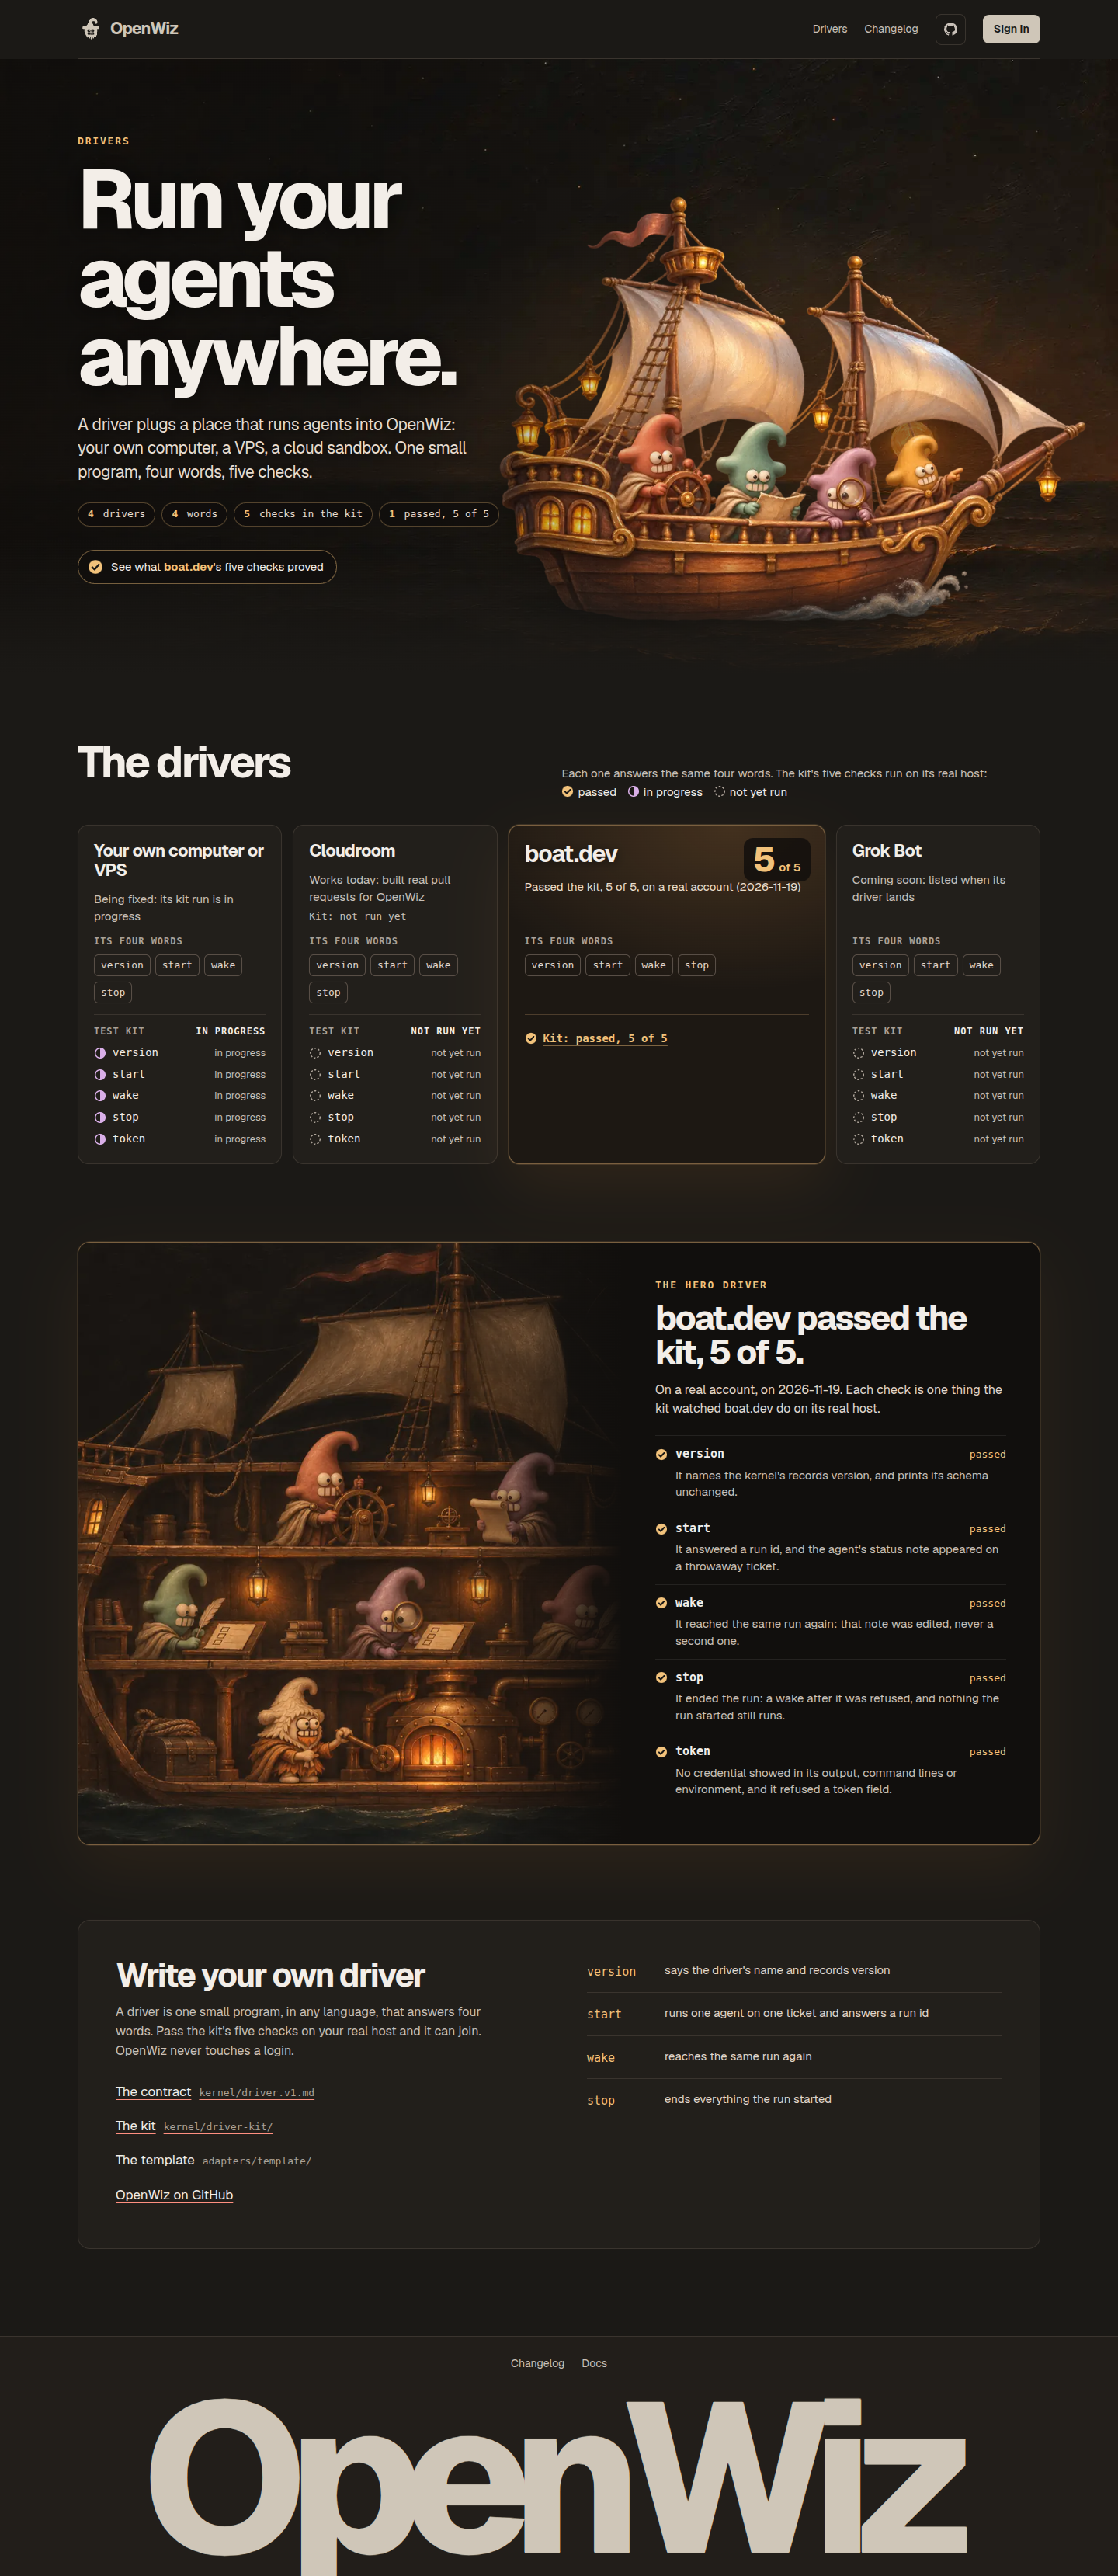 OpenWiz
Drivers
Changelog
Sign in
DRIVERS
Run your
agents
anywhere.
A driver plugs a place that runs agents into OpenWiz:
your own computer, a VPS, a cloud sandbox. One small
program, four words, five checks.
4 drivers
4 words
5 checks in the kit
1 passed, 5 of 5
See what boat.dev's five checks proved
The drivers
Each one answers the same four words. The kit's five checks run on its real host:
passed in progress not yet run
Your own computer or
VPS
Being fixed: its kit run is in
progress
ITS FOUR WORDS
version start wake
stop
TEST KIT IN PROGRESS
version in progress
start in progress
wake in progress
stop in progress
token in progress
Cloudroom
Works today: built real pull
requests for OpenWiz
Kit: not run yet
ITS FOUR WORDS
version start wake
stop
TEST KIT NOT RUN YET
version not yet run
start not yet run
wake not yet run
stop not yet run
token not yet run
boat.dev
5 of 5
Passed the kit, 5 of 5, on a real account (2026-11-19)
ITS FOUR WORDS
version start wake stop
Kit: passed, 5 of 5
Grok Bot
Coming soon: listed when its
driver lands
ITS FOUR WORDS
version start wake
stop
TEST KIT NOT RUN YET
version not yet run
start not yet run
wake not yet run
stop not yet run
token not yet run
THE HERO DRIVER
boat.dev passed the
kit, 5 of 5.
On a real account, on 2026-11-19. Each check is one thing the
kit watched boat.dev do on its real host.
version passed
It names the kernel's records version, and prints its schema
unchanged.
start passed
It answered a run id, and the agent's status note appeared on
a throwaway ticket.
wake passed
It reached the same run again: that note was edited, never a
second one.
stop passed
It ended the run: a wake after it was refused, and nothing the
run started still runs.
token passed
No credential showed in its output, command lines or
environment, and it refused a token field.
Write your own driver
A driver is one small program, in any language, that answers four
words. Pass the kit's five checks on your real host and it can join.
OpenWiz never touches a login.
The contract kernel/driver.v1.md
The kit kernel/driver-kit/
The template adapters/template/
OpenWiz on GitHub
version says the driver's name and records version
start runs one agent on one ticket and answers a run id
wake reaches the same run again
stop ends everything the run started
Changelog Docs
OpenWiz